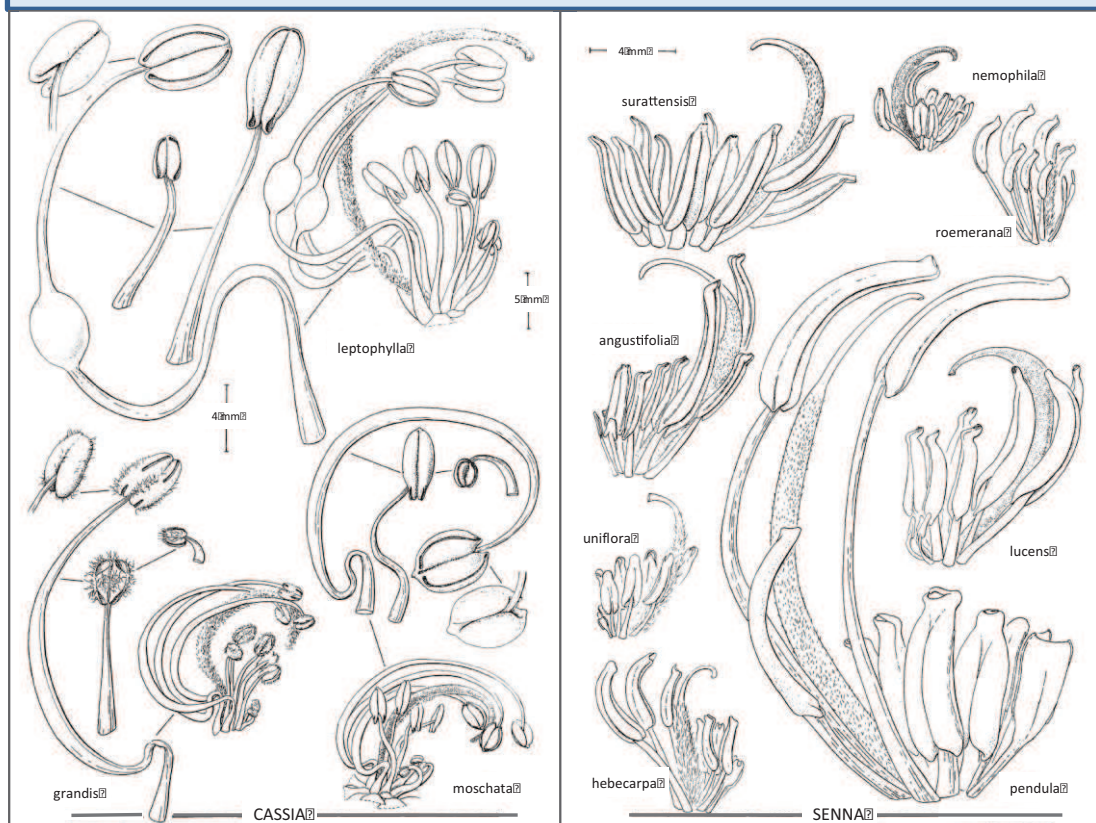 5 mm
leptophylla
4 mm
grandis
moschata
CASSIA
4 mm
nemophila
surattensis
roemerana
angustifolia
lucens
uniflora
hebecarpa
pendula
SENNA